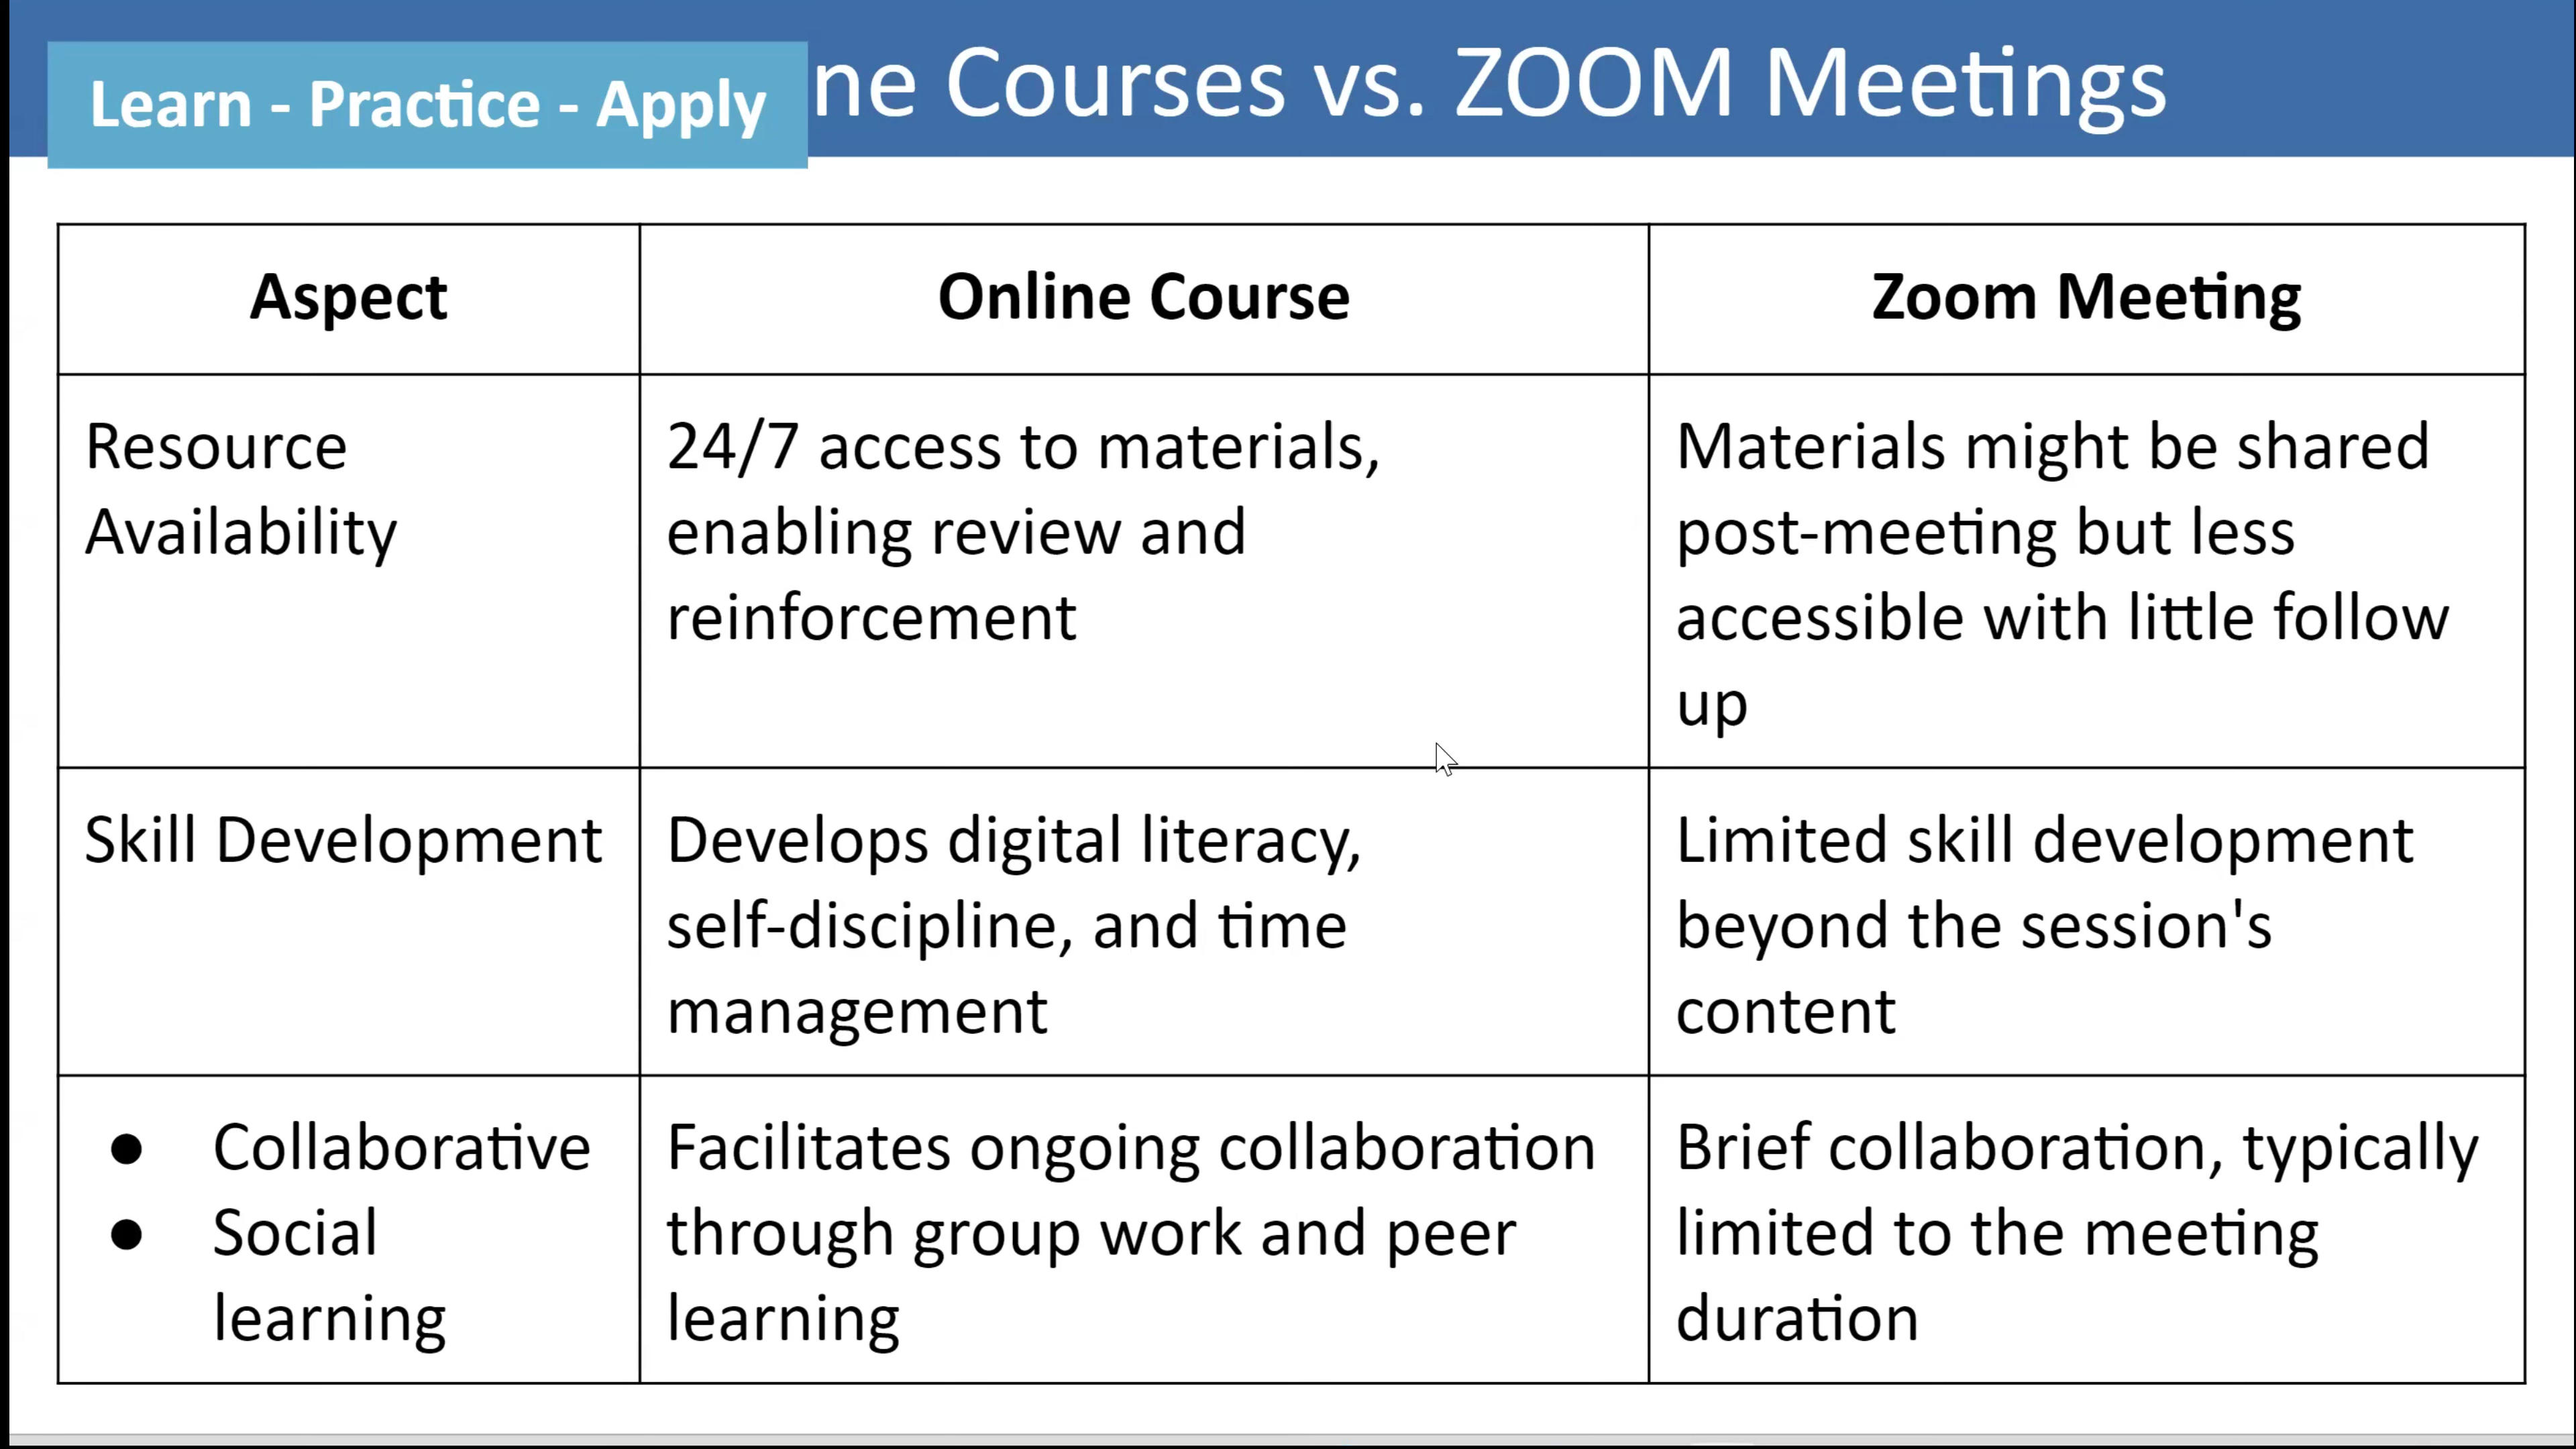 Learn - Practice - Apply
ne Courses vs. ZOOM Meetings
Aspect
Online Course
Zoom Meeting
Resource
Availability
24/7 access to materials,
enabling review and
reinforcement
Materials might be shared
post-meeting but less
accessible with little follow
up
Skill Development
Develops digital literacy,
self-discipline, and time
management
Limited skill development
beyond the session's
content
● Collaborative
● Social
learning
Facilitates ongoing collaboration
through group work and peer
learning
Brief collaboration, typically
limited to the meeting
duration